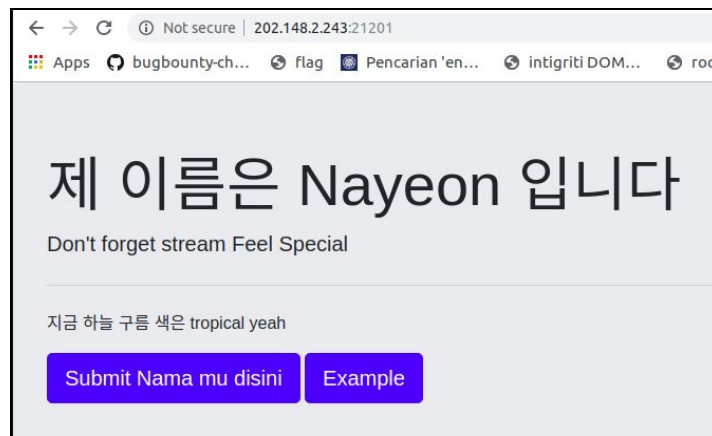 Not secure | 202.148.2.243:21201
Apps bugbounty-ch... flag Pencarian 'en... intigriti DOM... roo
제 이름은 Nayeon 입니다
Don't forget stream Feel Special
지금 하늘 구름 색은 tropical yeah
Submit Nama mu disini Example